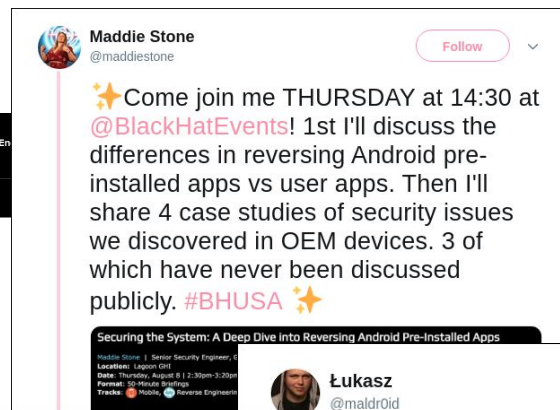 Maddie Stone
@maddiestone
Follow
✨Come join me THURSDAY at 14:30 at
@BlackHatEvents! 1st I'll discuss the
differences in reversing Android pre-
installed apps vs user apps. Then I'll
share 4 case studies of security issues
we discovered in OEM devices. 3 of
which have never been discussed
publicly. #BHUSA ✨
Securing the System: A Deep Dive into Reversing Android Pre-Installed Apps
Maddie Stone | Senior Security Engineer,
Location: Lagoon GHI
Date: Thursday, August 8 | 2:30pm-3:20pm
Format: 50-Minute Briefings
Tracks: Mobile, Reverse Engineerin
Łukasz
@maldr0id